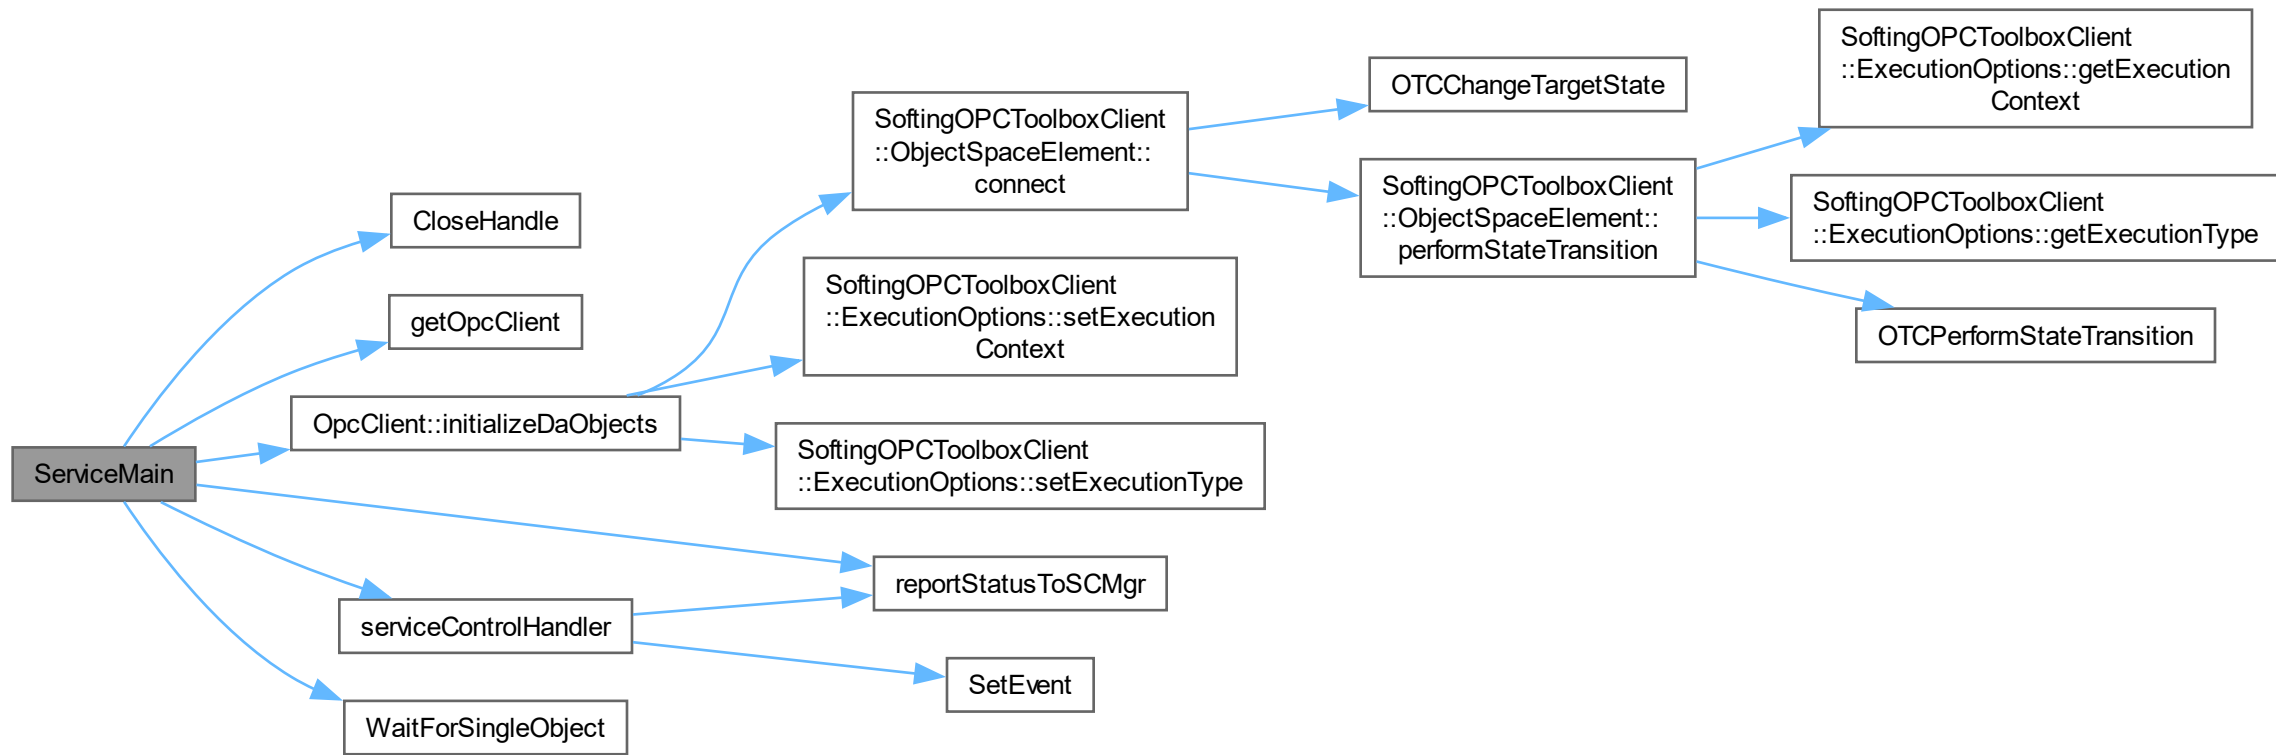 ServiceMain
CloseHandle
getOpcClient
OpcClient::initializeDaObjects
serviceControlHandler
WaitForSingleObject
SoftingOPCToolboxClient
::ObjectSpaceElement::
connect
SoftingOPCToolboxClient
::ExecutionOptions::setExecution
Context
SoftingOPCToolboxClient
::ExecutionOptions::setExecutionType
reportStatusToSCMgr
SetEvent
OTCChangeTargetState
SoftingOPCToolboxClient
::ObjectSpaceElement::
performStateTransition
SoftingOPCToolboxClient
::ExecutionOptions::getExecution
Context
SoftingOPCToolboxClient
::ExecutionOptions::getExecutionType
OTCPerformStateTransition